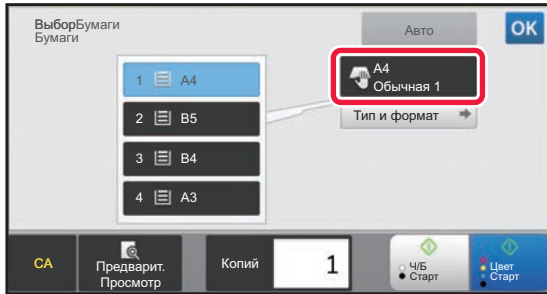 ВыборБумаги
Бумаги
Авто
OK
1 A4
A4
Обычная 1
2 B5
Тип и формат
3 B4
4 A3
CA
Предварит.
Просмотр
Копий
1
Ч/Б
Старт
Цвет
Старт